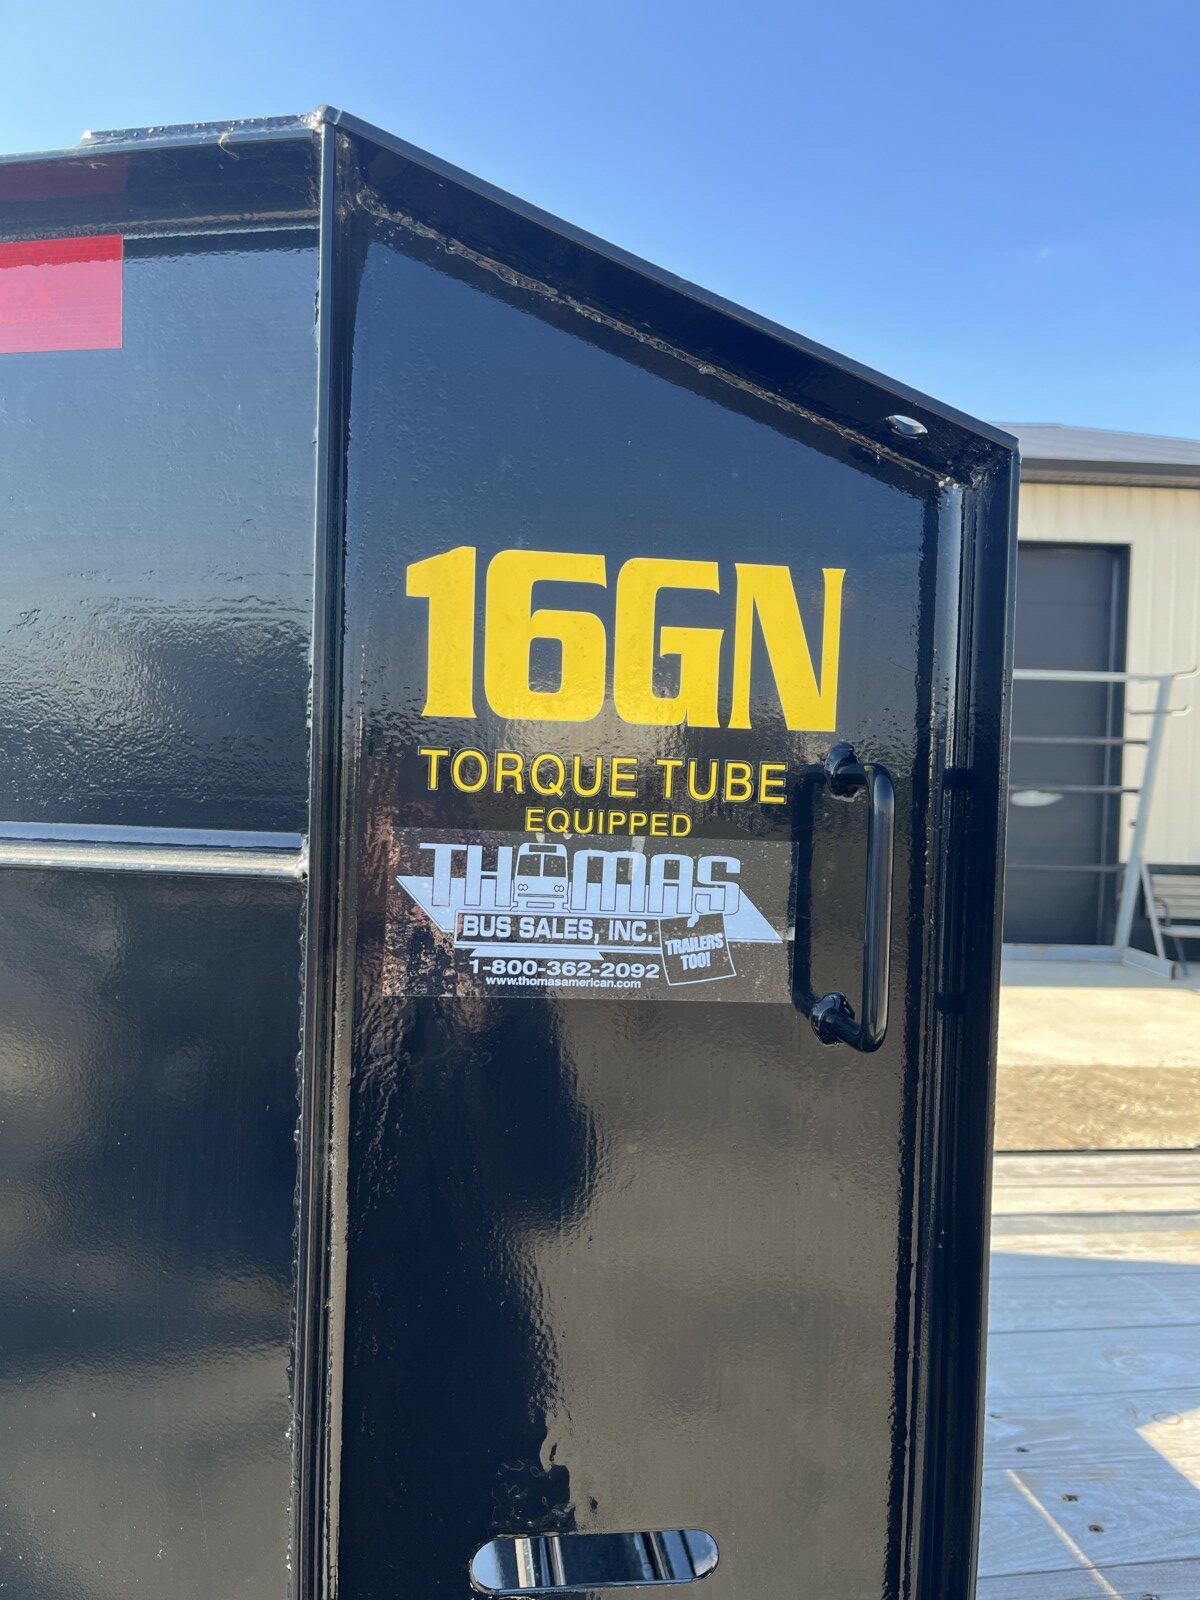 16GN
TORQUE TUBE
EQUIPPED
THOMAS
BUS SALES, INC.
TRAILERS
TOO!
1-800-362-2092
www.thomasamerican.com